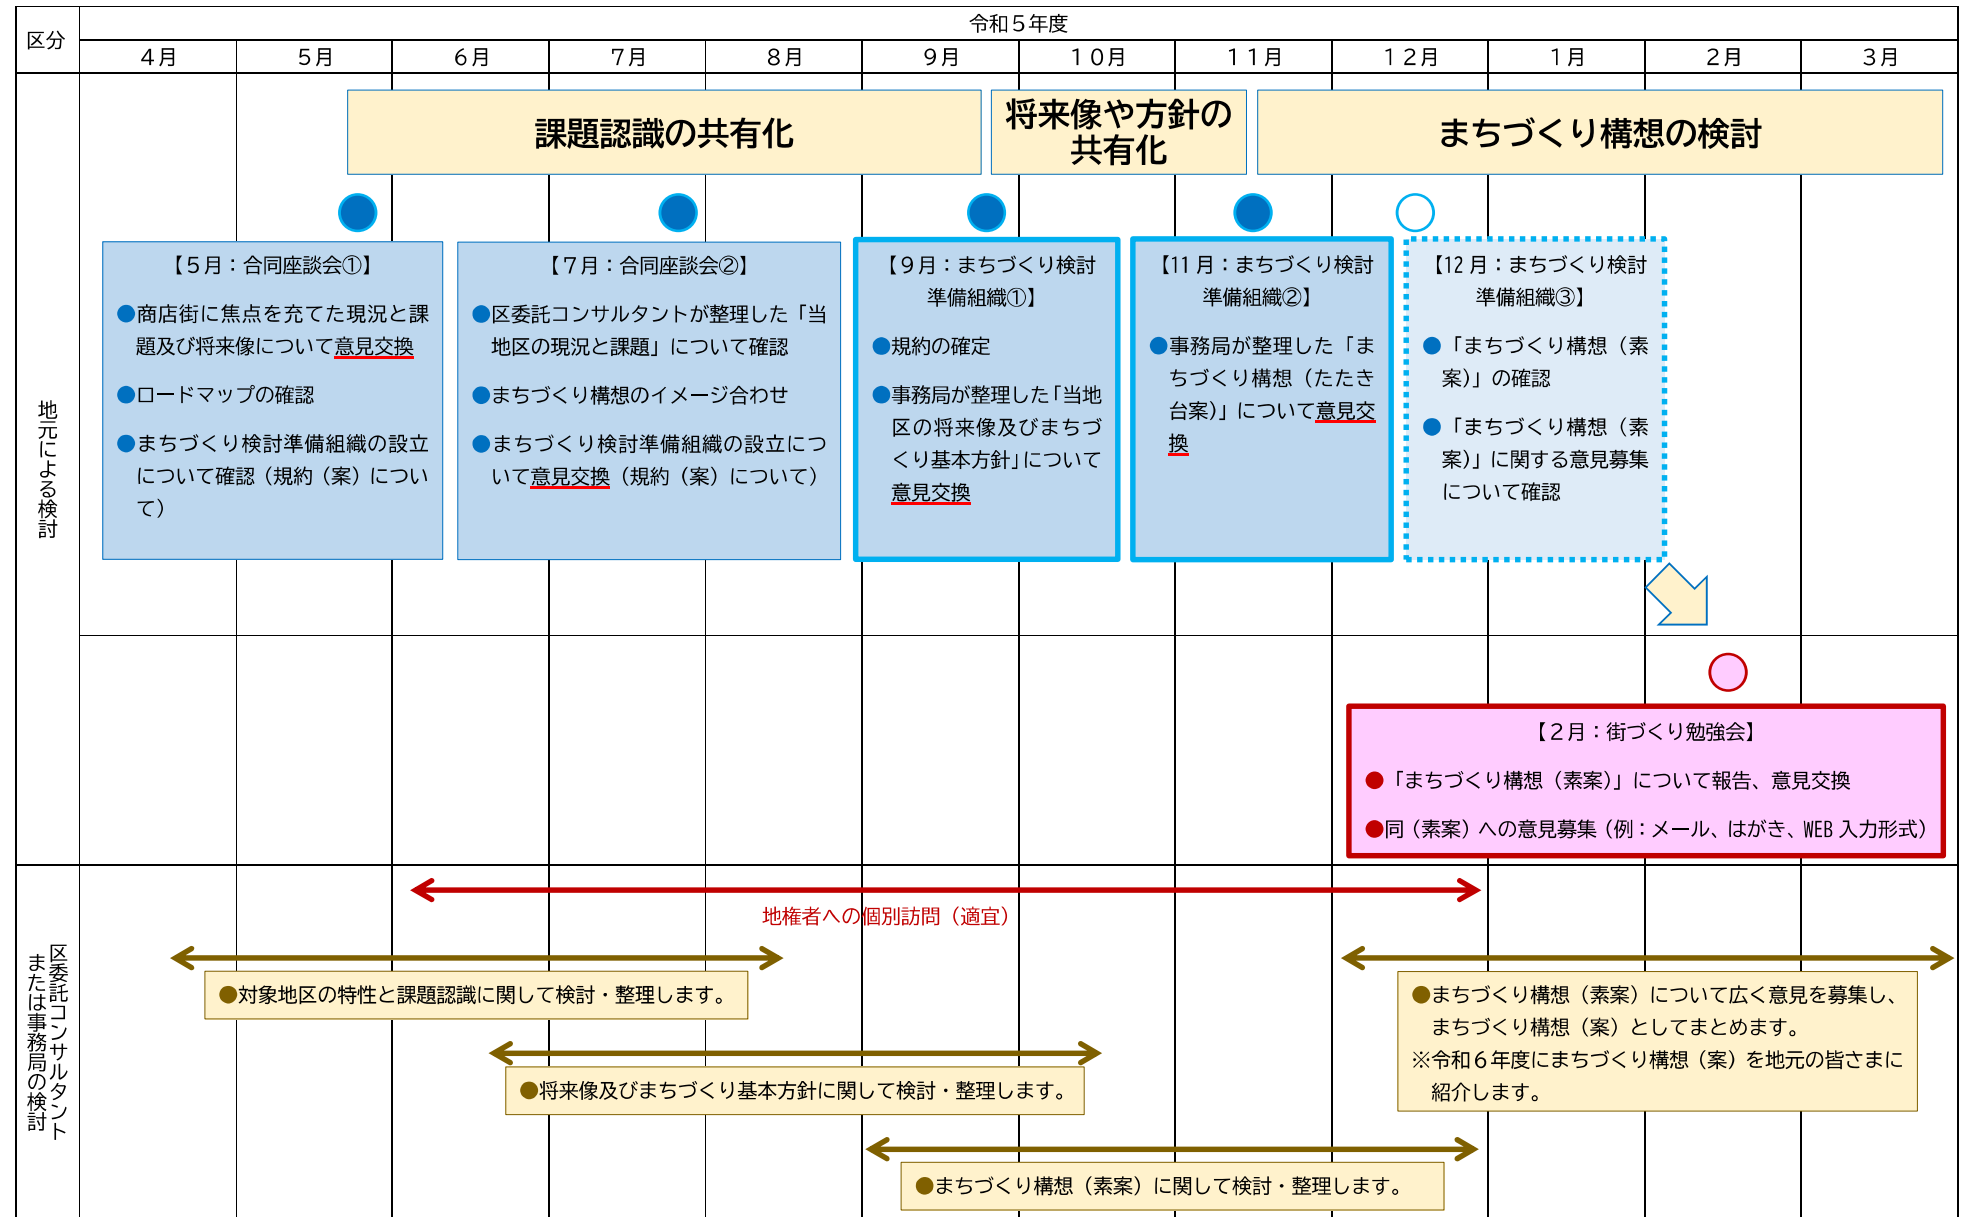 区分
令和５年度
４月
５月
６月
７月
８月
９月
１０月
１１月
１２月
１月
２月
３月
地元による検討
課題認識の共有化
将来像や方針の
共有化
まちづくり構想の検討
【５月：合同座談会①】
●商店街に焦点を充てた現況と課
題及び将来像について意見交換
●ロードマップの確認
●まちづくり検討準備組織の設立
について確認（規約（案）につい
て）
【７月：合同座談会②】
●区委託コンサルタントが整理した「当
地区の現況と課題」について確認
●まちづくり構想のイメージ合わせ
●まちづくり検討準備組織の設立につ
いて意見交換（規約（案）について）
【９月：まちづくり検討
準備組織①】
●規約の確定
●事務局が整理した「当地
区の将来像及びまちづ
くり基本方針」について
意見交換
【11月：まちづくり検討
準備組織②】
●事務局が整理した「ま
ちづくり構想（たたき
台案）」について意見交
換
【12月：まちづくり検討
準備組織③】
●「まちづくり構想（素
案）」の確認
●「まちづくり構想（素
案）」に関する意見募集
について確認
【２月：街づくり勉強会】
●「まちづくり構想（素案）」について報告、意見交換
●同（素案）への意見募集（例：メール、はがき、WEB入力形式）
区委託コンサルタント
または事務局の検討
地権者への個別訪問（適宜）
●対象地区の特性と課題認識に関して検討・整理します。
●将来像及びまちづくり基本方針に関して検討・整理します。
●まちづくり構想（素案）に関して検討・整理します。
●まちづくり構想（素案）について広く意見を募集し、
まちづくり構想（案）としてまとめます。
※令和６年度にまちづくり構想（案）を地元の皆さまに
紹介します。